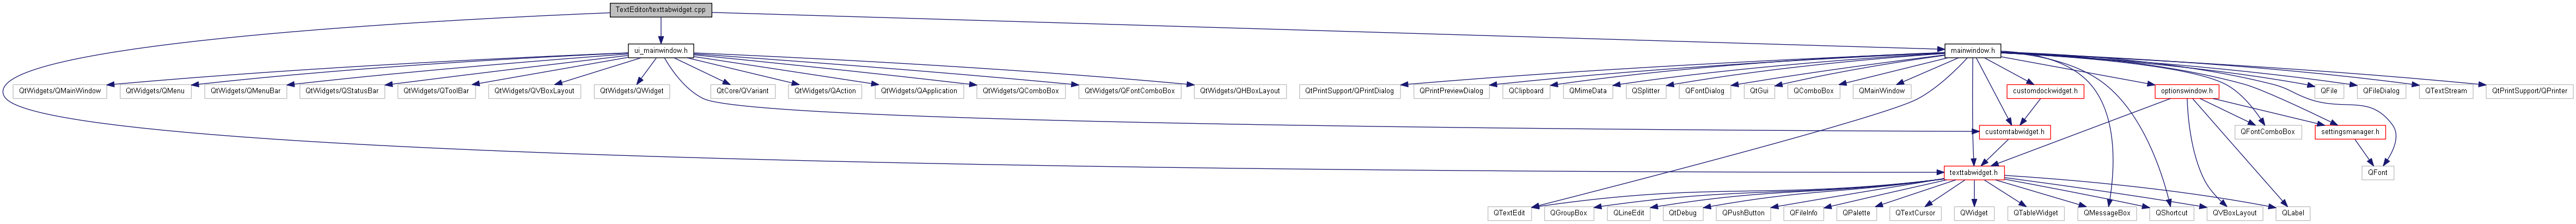 TextEditor/texttabwidget.cpp
ui_mainwindow.h
mainwindow.h
QtWidgets/QMainWindow
QtWidgets/QMenu
QtWidgets/QMenuBar
QtWidgets/QStatusBar
QtWidgets/QToolBar
QtWidgets/QVBoxLayout
QtWidgets/QWidget
QtCore/QVariant
QtWidgets/QAction
QtWidgets/QApplication
QtWidgets/QComboBox
QtWidgets/QFontComboBox
QtWidgets/QHBoxLayout
QtPrintSupport/QPrintDialog
QPrintPreviewDialog
QClipboard
QMimeData
QSplitter
QFontDialog
QtGui
QComboBox
QMainWindow
customdockwidget.h
optionswindow.h
QFile
QFileDialog
QTextStream
QtPrintSupport/QPrinter
customtabwidget.h
QFontComboBox
settingsmanager.h
texttabwidget.h
QFont
QTextEdit
QGroupBox
QLineEdit
QtDebug
QPushButton
QFileInfo
QPalette
QTextCursor
QWidget
QTableWidget
QMessageBox
QShortcut
QVBoxLayout
QLabel